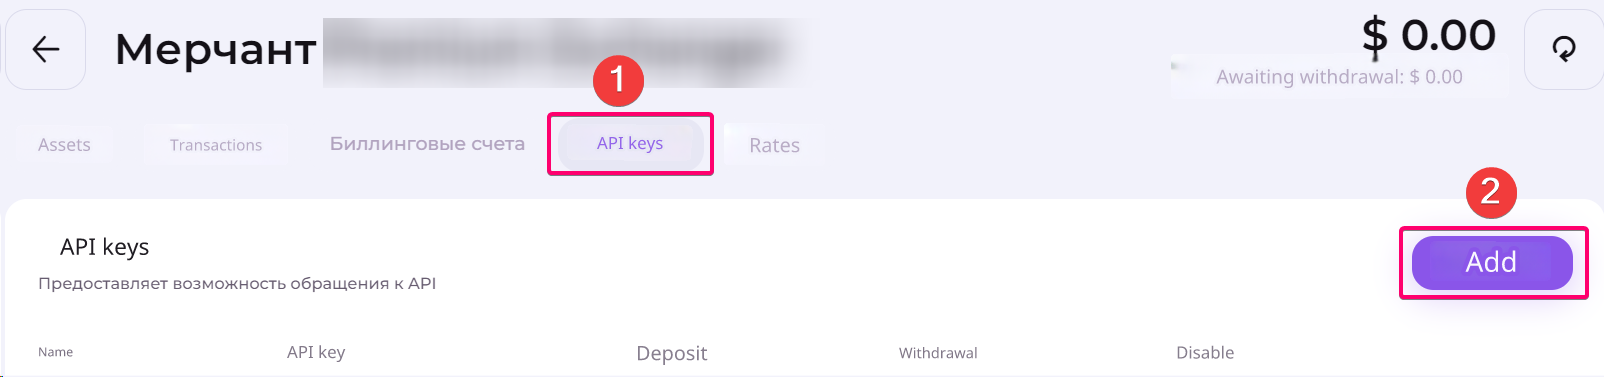 Мерчант
$ 0.00
Awaiting withdrawal: $ 0.00
1
Assets Transactions Биллинговые счета API keys Rates
2
API keys
Add
Предоставляет возможность обращения к API
Name API key Deposit Withdrawal Disable